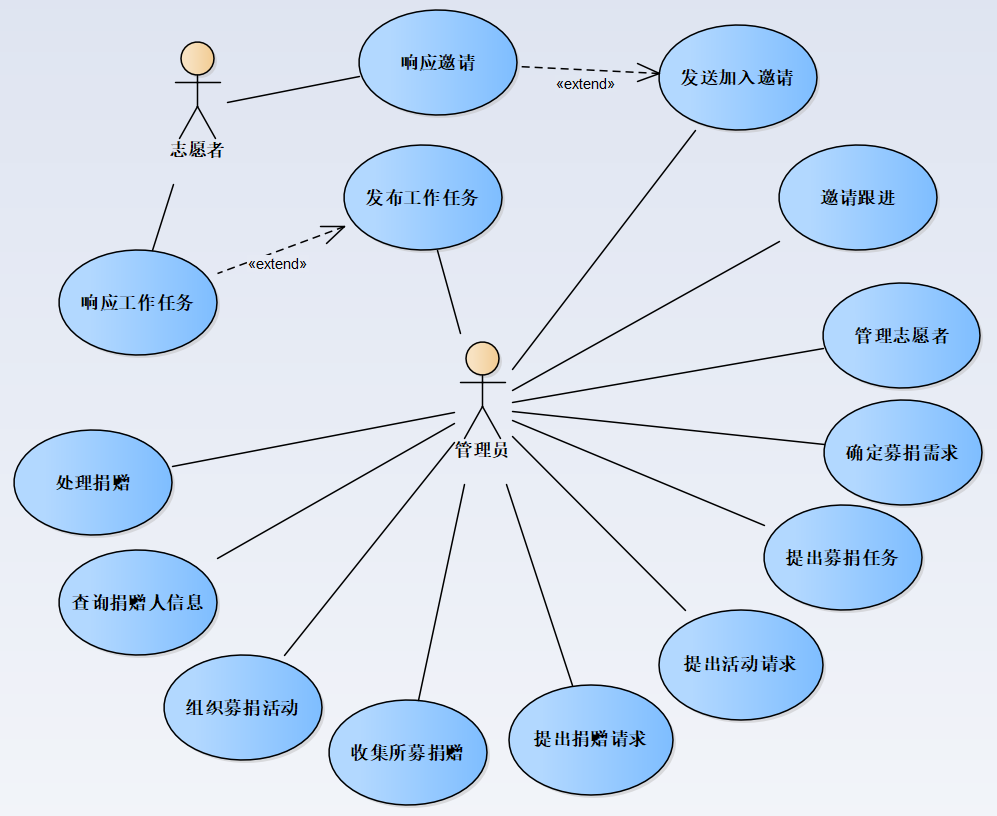 响应邀请
«extend»
发送加入邀请
志愿者
发布工作任务
邀请跟进
«extend»
响应工作任务
管理志愿者
管理员
确定募捐需求
处理捐赠
提出募捐任务
查询捐赠人信息
提出活动请求
组织募捐活动
收集所募捐赠
提出捐赠请求